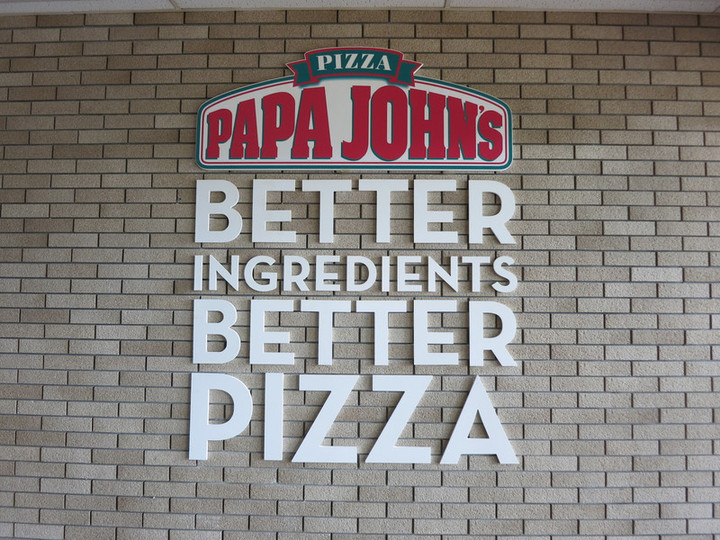 PIZZA
PAPA JOHN'S
BETTER
INGREDIENTS
BETTER
PIZZA